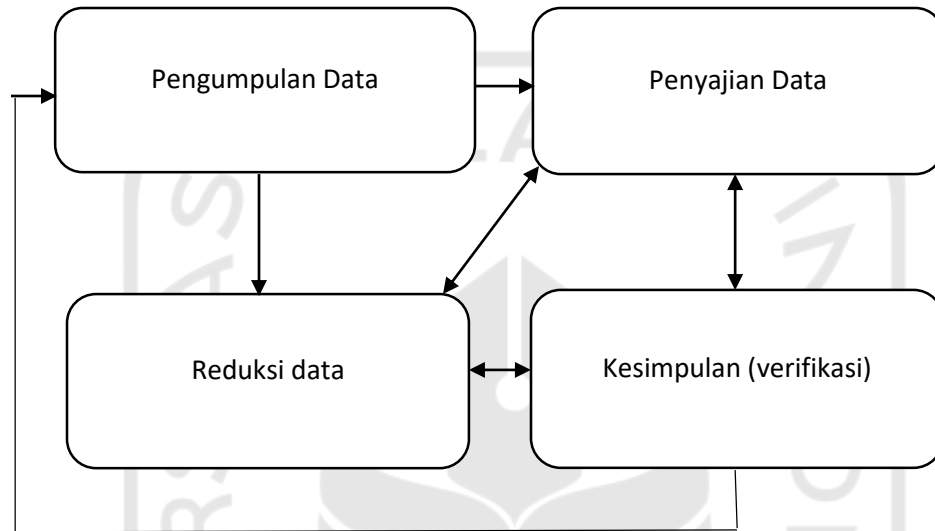 Pengumpulan Data
Penyajian Data
Reduksi data
Kesimpulan (verifikasi)